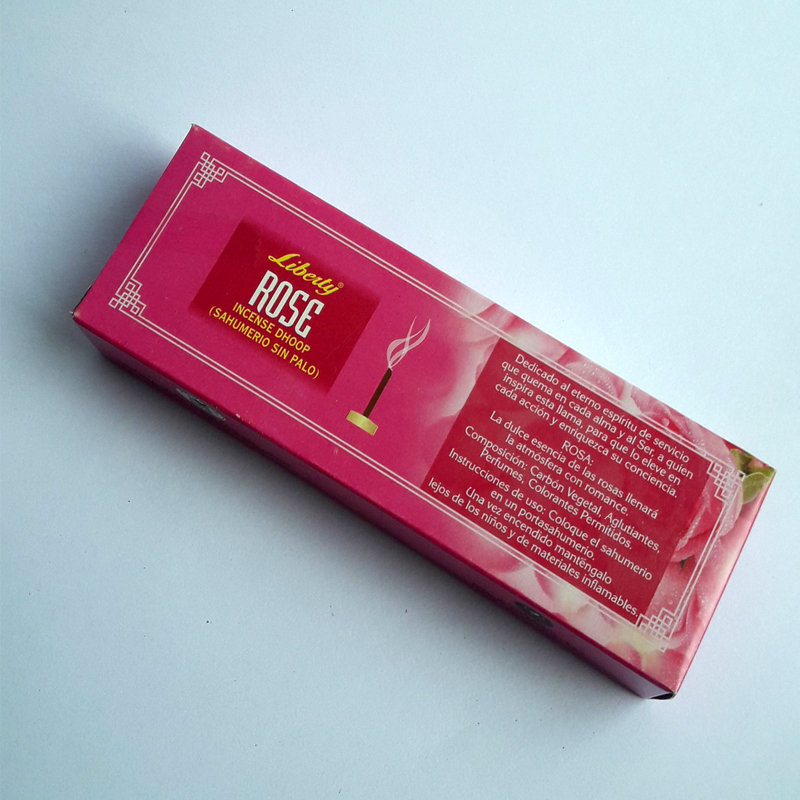 Liberty®
ROSE
INCENSE DHOOP
(SAHUMERIO SIN PALO)
Dedicado al eterno espíritu de servicio
que quema en cada alma y al Ser, a quien
inspira esta llama, para que lo eleve en
cada acción y enriquezca su conciencia.
ROSA:
La dulce esencia de las rosas llenará
la atmósfera con romance.
Composición: Carbón Vegetal. Aglutiantes,
Perfumes, Colorantes Permitidos.
Instrucciones de uso: Coloque el sahumerio
en un portasahumerio.
Una vez encendido manténgalo
lejos de los niños y de materiales inflamables,